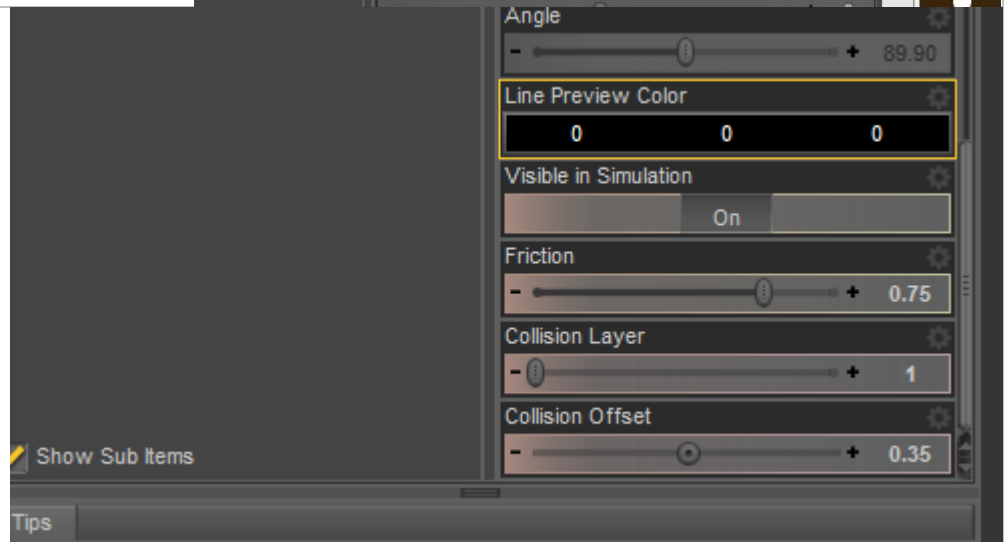 Angle
- + 89.90
Line Preview Color
0 0 0
Visible in Simulation
On
Friction
- + 0.75
Collision Layer
- + 1
Collision Offset
- + 0.35
Show Sub Items
Tips